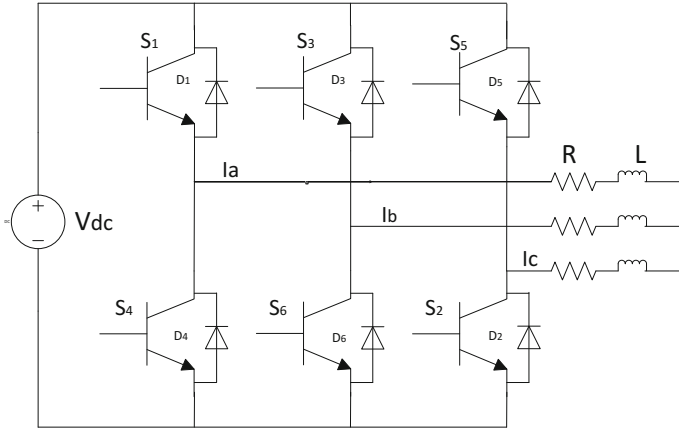 S1 S3 S5
D1 D3 D5
Ia R L
Vdc
Ib
Ic
S4 S6 S2
D4 D6 D2